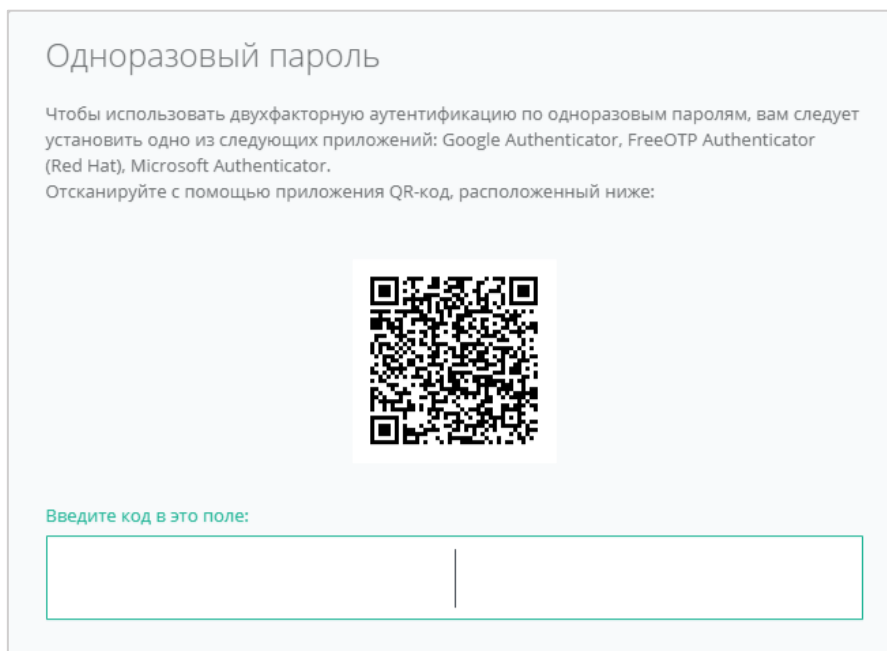 Одноразовый пароль
Чтобы использовать двухфакторную аутентификацию по одноразовым паролям, вам следует
установить одно из следующих приложений: Google Authenticator, FreeOTP Authenticator
(Red Hat), Microsoft Authenticator.
Отсканируйте с помощью приложения QR-код, расположенный ниже:
Введите код в это поле: